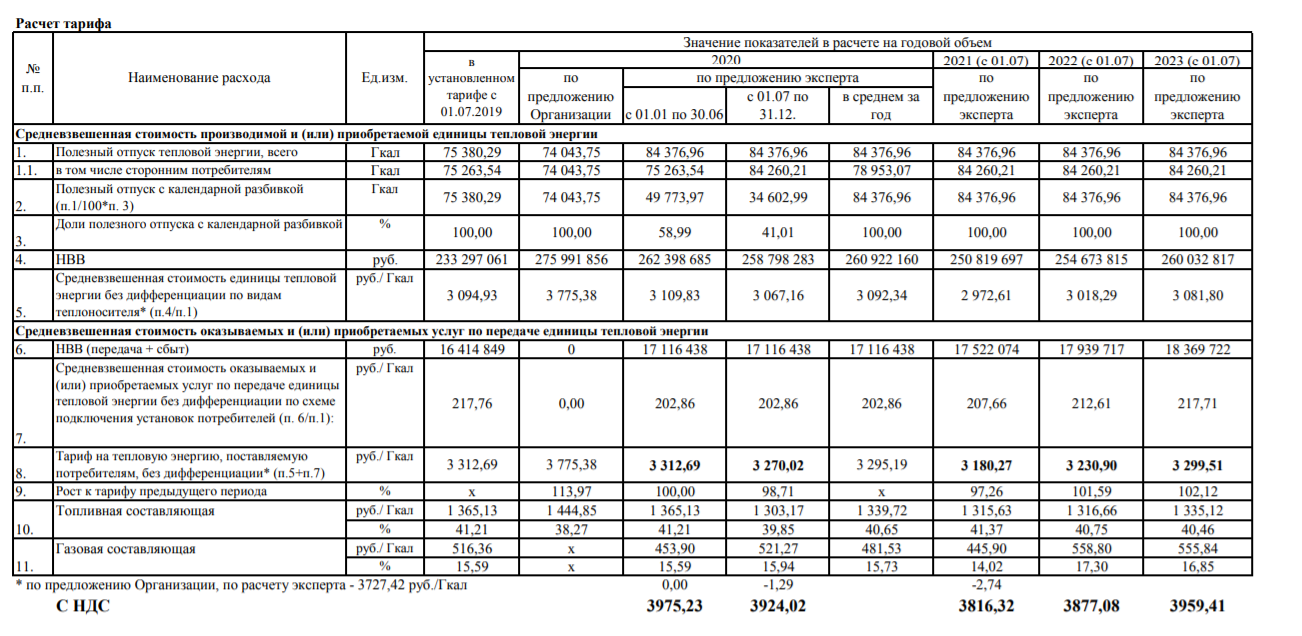 Расчет тарифа
№ п.п. Наименование расхода Ед.изм. Значение показателей в расчете на годовой объем
в установленном тарифе с 01.07.2019 2020 2021 (с 01.07) 2022 (с 01.07) 2023 (с 01.07)
по предложению Организации по предложению эксперта по предложению эксперта по предложению эксперта по предложению эксперта
с 01.01 по 30.06 с 01.07 по 31.12. в среднем за год
Средневзвешенная стоимость производимой и (или) приобретаемой единицы тепловой энергии
1. Полезный отпуск тепловой энергии, всего Гкал 75 380,29 74 043,75 84 376,96 84 376,96 84 376,96 84 376,96 84 376,96 84 376,96
1.1. в том числе сторонним потребителям Гкал 75 263,54 74 043,75 75 263,54 84 260,21 78 953,07 84 260,21 84 260,21 84 260,21
Полезный отпуск с календарной разбивкой Гкал
2. (п.1/100*п. 3) 75 380,29 74 043,75 49 773,97 34 602,99 84 376,96 84 376,96 84 376,96 84 376,96
Доли полезного отпуска с календарной разбивкой %
3. 100,00 100,00 58,99 41,01 100,00 100,00 100,00 100,00
4. НВВ руб. 233 297 061 275 991 856 262 398 685 258 798 283 260 922 160 250 819 697 254 673 815 260 032 817
Средневзвешенная стоимость единицы тепловой руб./ Гкал
энергии без дифференциации по видам 3 094,93 3 775,38 3 109,83 3 067,16 3 092,34 2 972,61 3 018,29 3 081,80
5. теплоносителя* (п.4/п.1)
Средневзвешенная стоимость оказываемых и (или) приобретаемых услуг по передаче единицы тепловой энергии
6. НВВ (передача + сбыт) руб. 16 414 849 0 17 116 438 17 116 438 17 116 438 17 522 074 17 939 717 18 369 722
Средневзвешенная стоимость оказываемых и руб./ Гкал
(или) приобретаемых услуг по передаче единицы
тепловой энергии без дифференциации по схеме 217,76 0,00 202,86 202,86 202,86 207,66 212,61 217,71
подключения установок потребителей (п. 6/п.1):
7.
Тариф на тепловую энергию, поставляемую руб./ Гкал
8. потребителям, без дифференциации* (п.5+п.7) 3 312,69 3 775,38 3 312,69 3 270,02 3 295,19 3 180,27 3 230,90 3 299,51
9. Рост к тарифу предыдущего периода % х 113,97 100,00 98,71 х 97,26 101,59 102,12
Топливная составляющая руб./ Гкал 1 365,13 1 444,85 1 365,13 1 303,17 1 339,72 1 315,63 1 316,66 1 335,12
10. % 41,21 38,27 41,21 39,85 40,65 41,37 40,75 40,46
Газовая составляющая руб./ Гкал 516,36 х 453,90 521,27 481,53 445,90 558,80 555,84
11. % 15,59 х 15,59 15,94 15,73 14,02 17,30 16,85
* по предложению Организации, по расчету эксперта - 3727,42 руб./Гкал 0,00 -1,29 -2,74
С НДС 3975,23 3924,02 3816,32 3877,08 3959,41